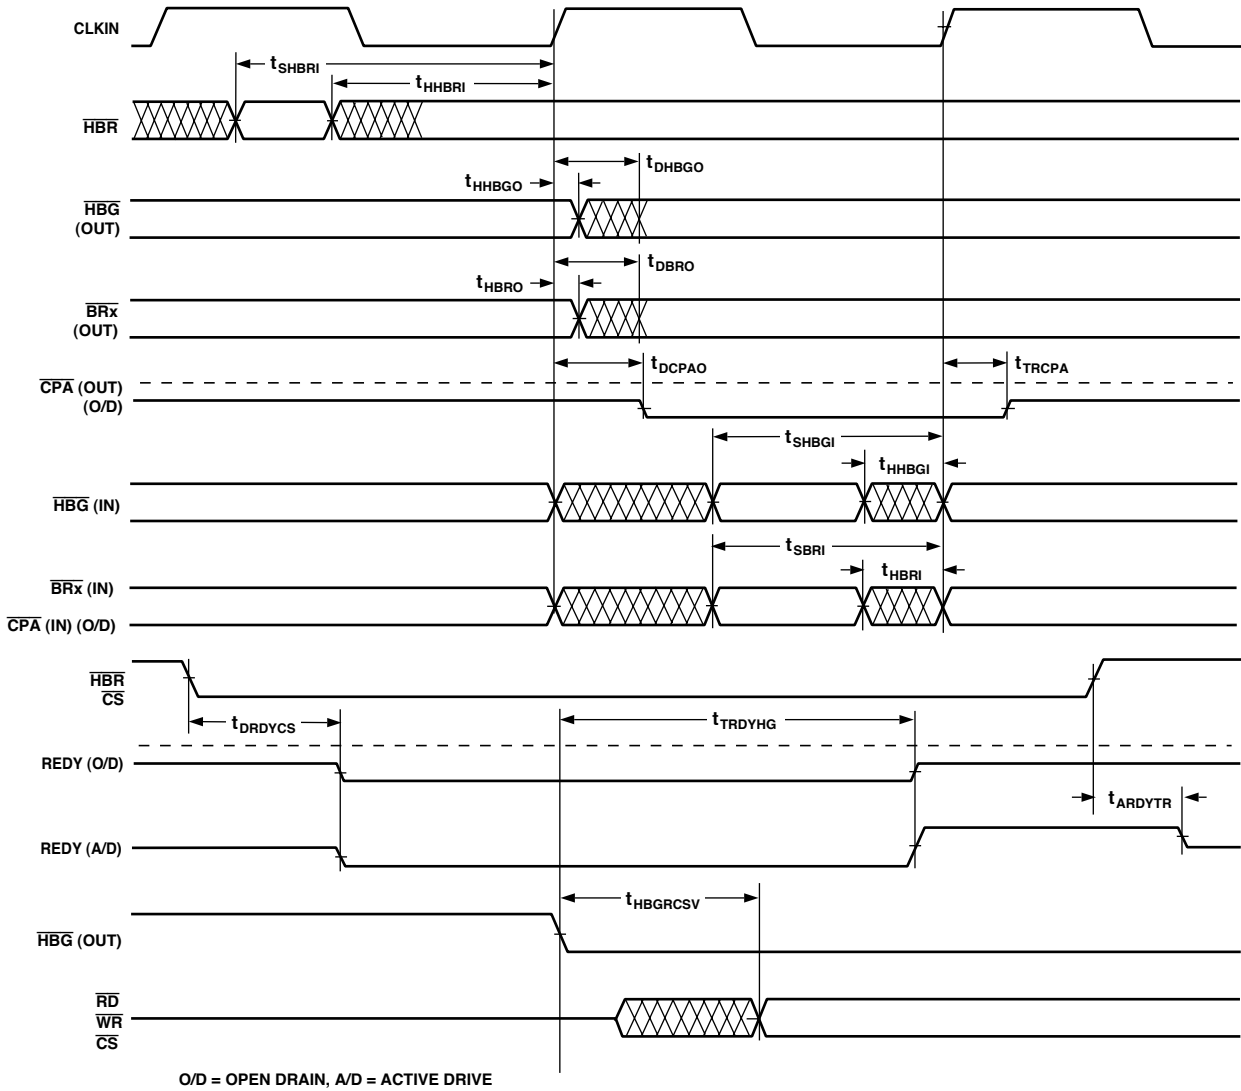 CLKIN
tSHBRI
tHHBRI
HBR
tDHBGO
tHHBGO
HBG
(OUT)
tDBRO
tHBRO
BRx
(OUT)
tDCPAO
tTRCPA
CPA (OUT)
(O/D)
tSHBGI
tHHBGI
HBG (IN)
tSBRI
tHBRI
BRx (IN)
CPA (IN) (O/D)
HBR
CS
tDRDYCS
tTRDYHG
REDY (O/D)
tARDYTR
REDY (A/D)
tHBGRCSV
HBG (OUT)
RD
WR
CS
O/D = OPEN DRAIN, A/D = ACTIVE DRIVE